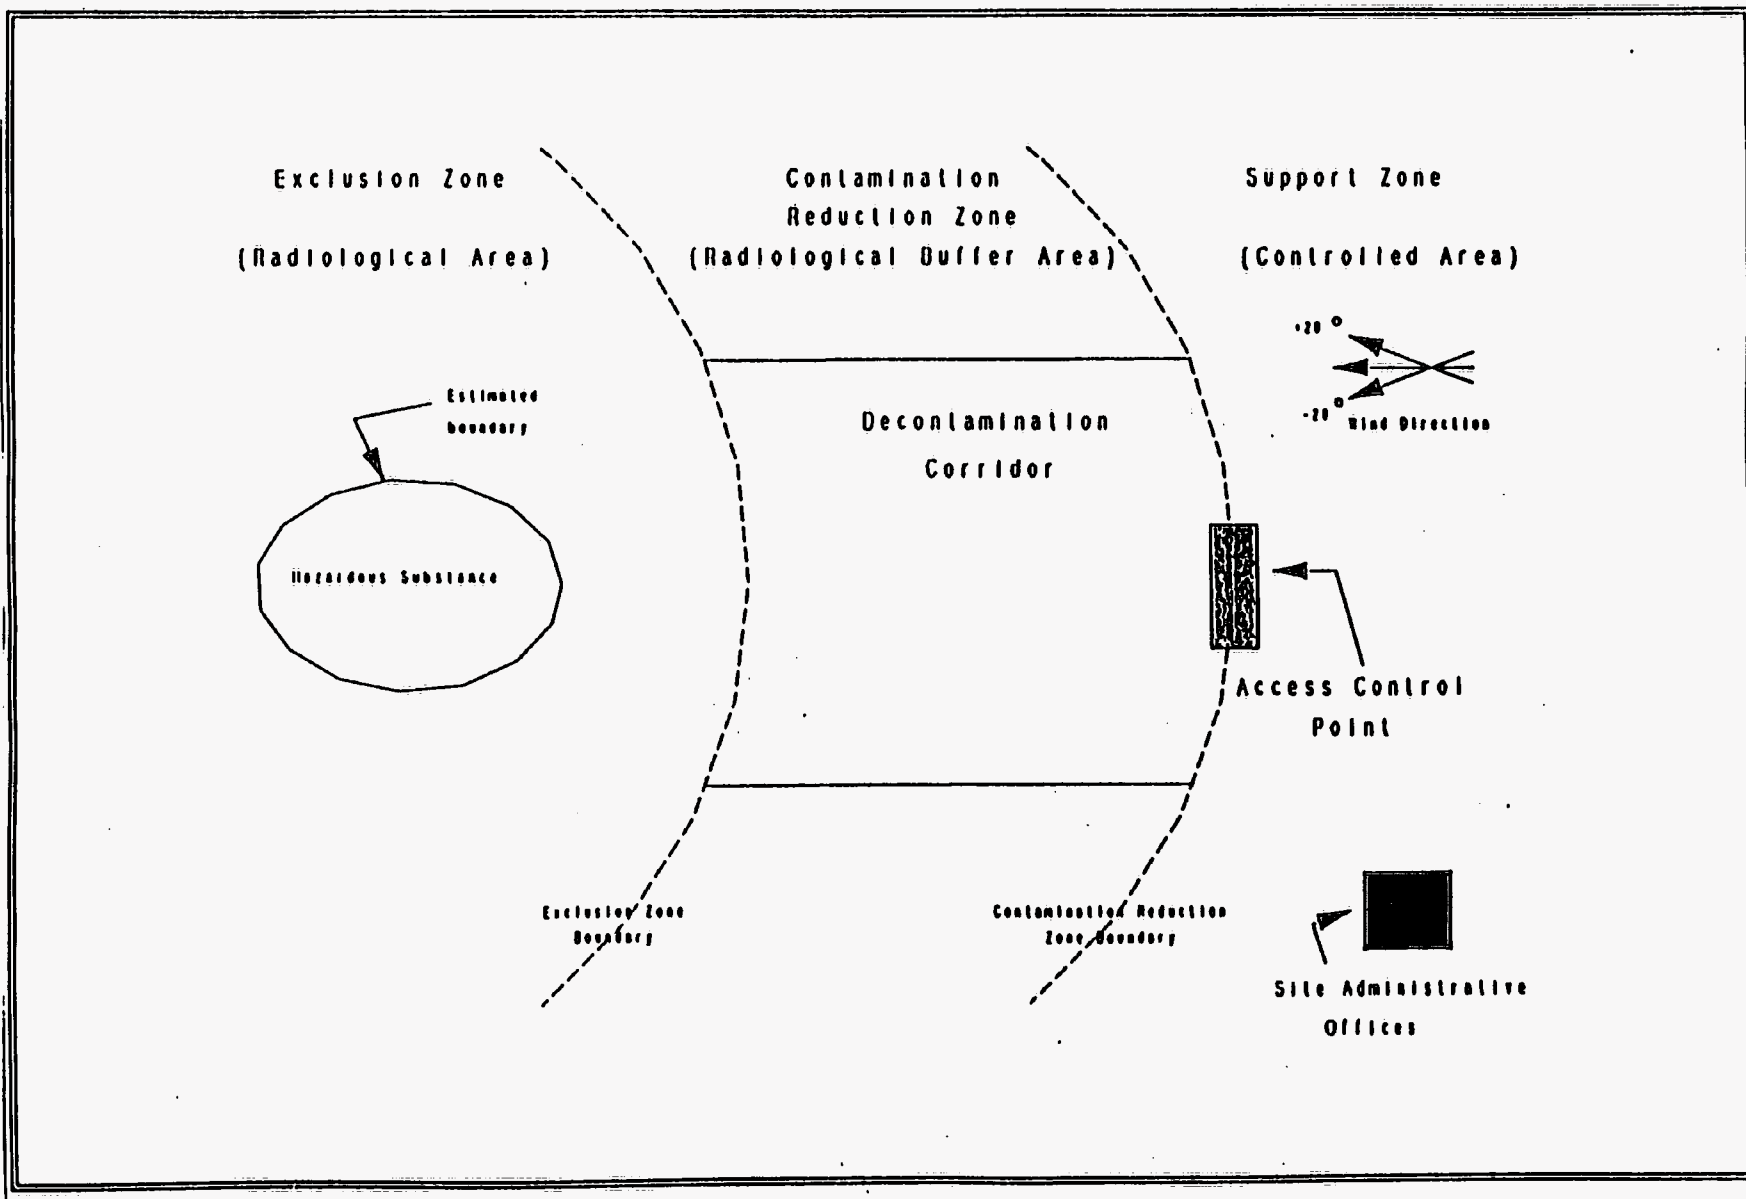 Exclusion Zone
(Radiological Area)
Contamination
Reduction Zone
(Radiological Buffer Area)
Support Zone
(Controlled Area)
+20 °
-20 °
Wind Direction
Estimated
boundary
Decontamination
Corridor
Hazardous Substance
Access Control
Point
Exclusion Zone
Boundary
Contamination Reduction
Zone Boundary
Site Administrative
Offices